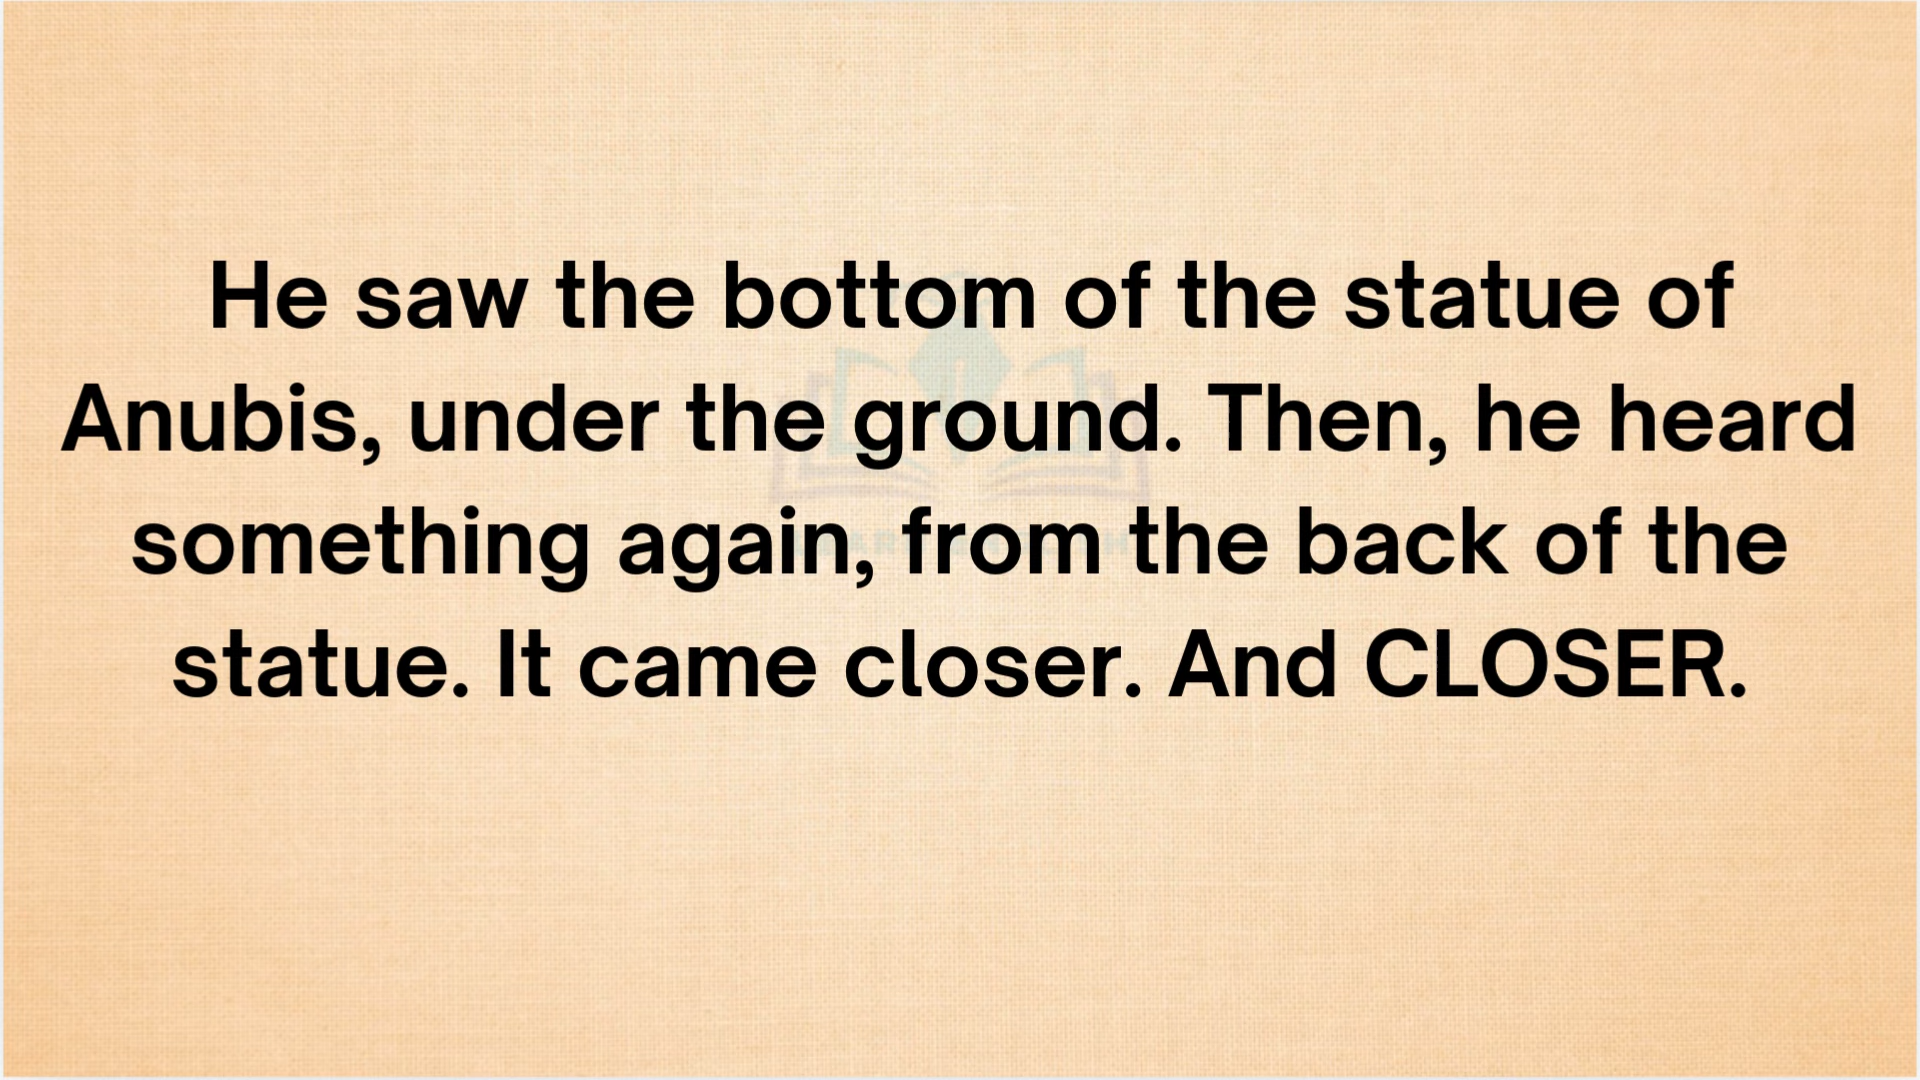 He saw the bottom of the statue of
Anubis, under the ground. Then, he heard
something again, from the back of the
statue. It came closer. And CLOSER.